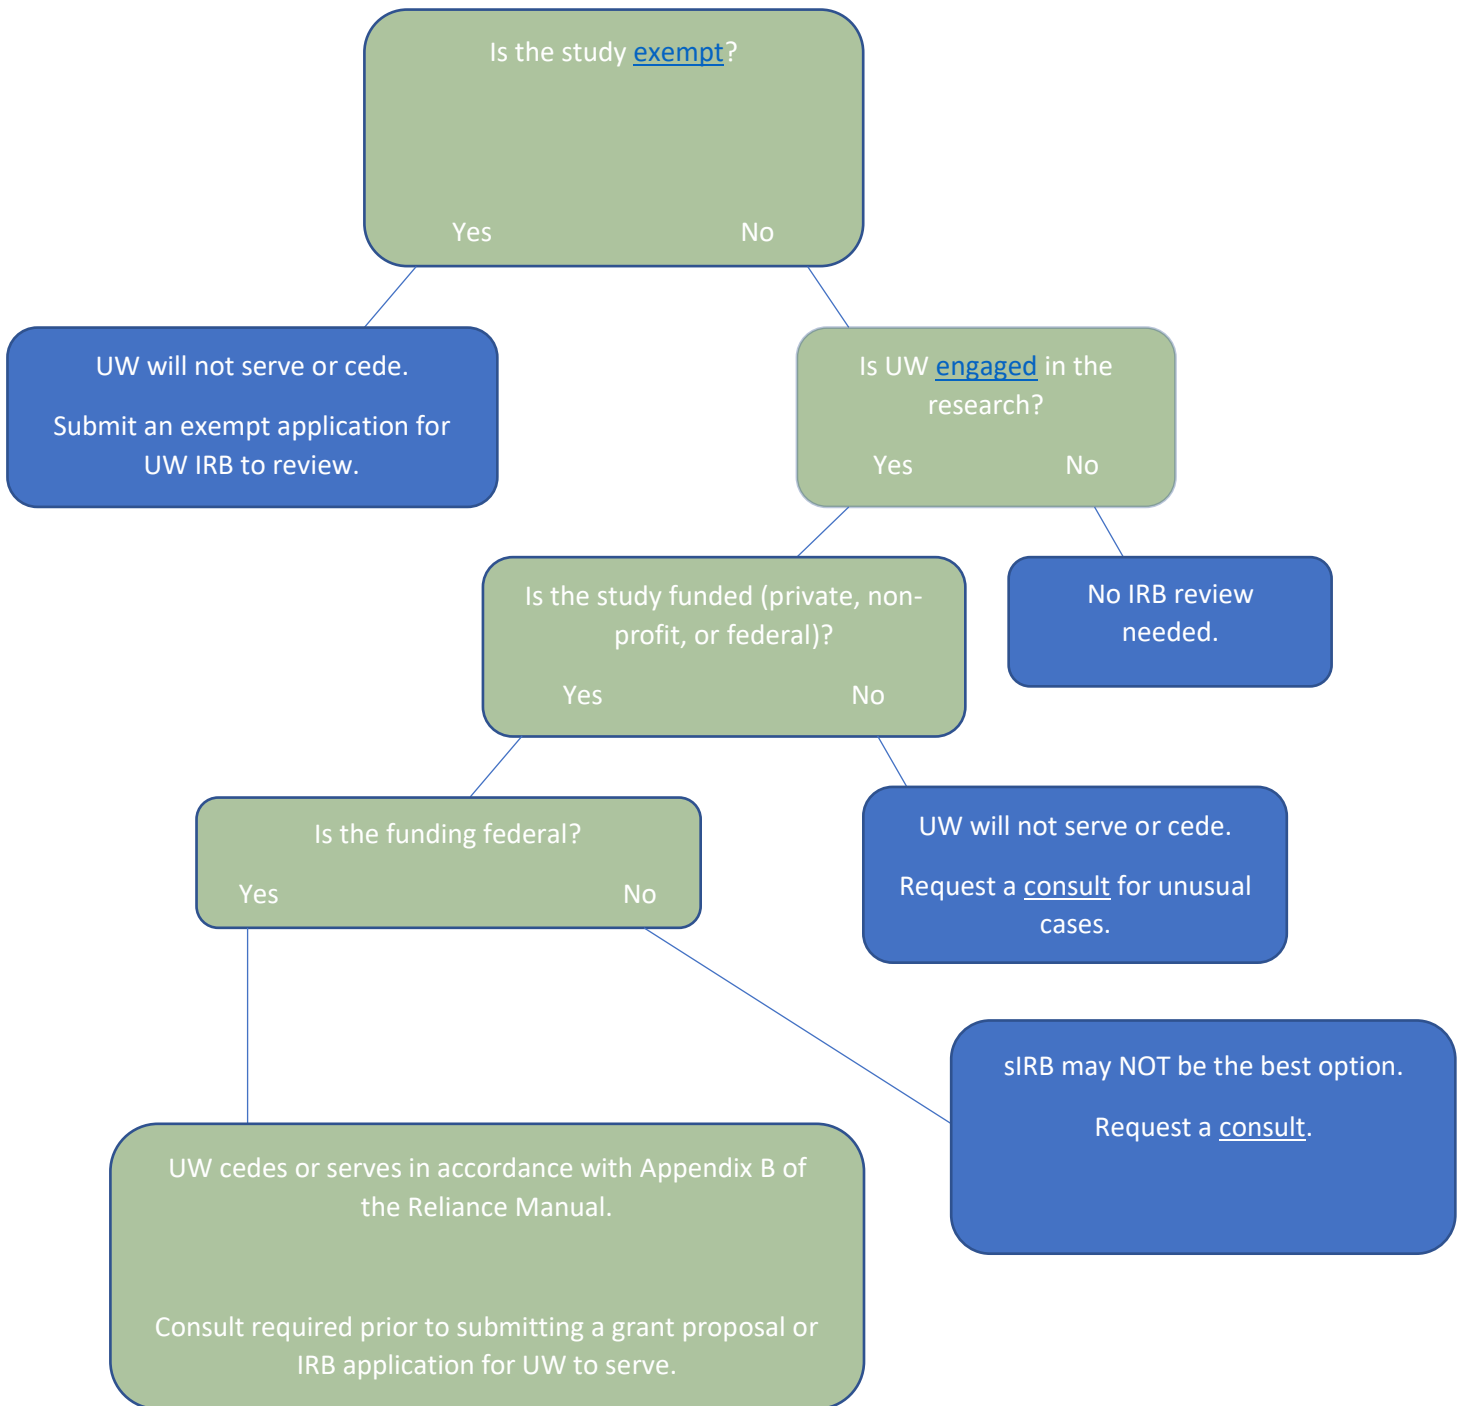 Is the study exempt?
Yes No
UW will not serve or cede.
Submit an exempt application for
UW IRB to review.
Is UW engaged in the
research?
Yes No
Is the study funded (private, non-
profit, or federal)?
Yes No
No IRB review
needed.
Is the funding federal?
Yes No
UW will not serve or cede.
Request a consult for unusual
cases.
sIRB may NOT be the best option.
Request a consult.
UW cedes or serves in accordance with Appendix B of
the Reliance Manual.
Consult required prior to submitting a grant proposal or
IRB application for UW to serve.